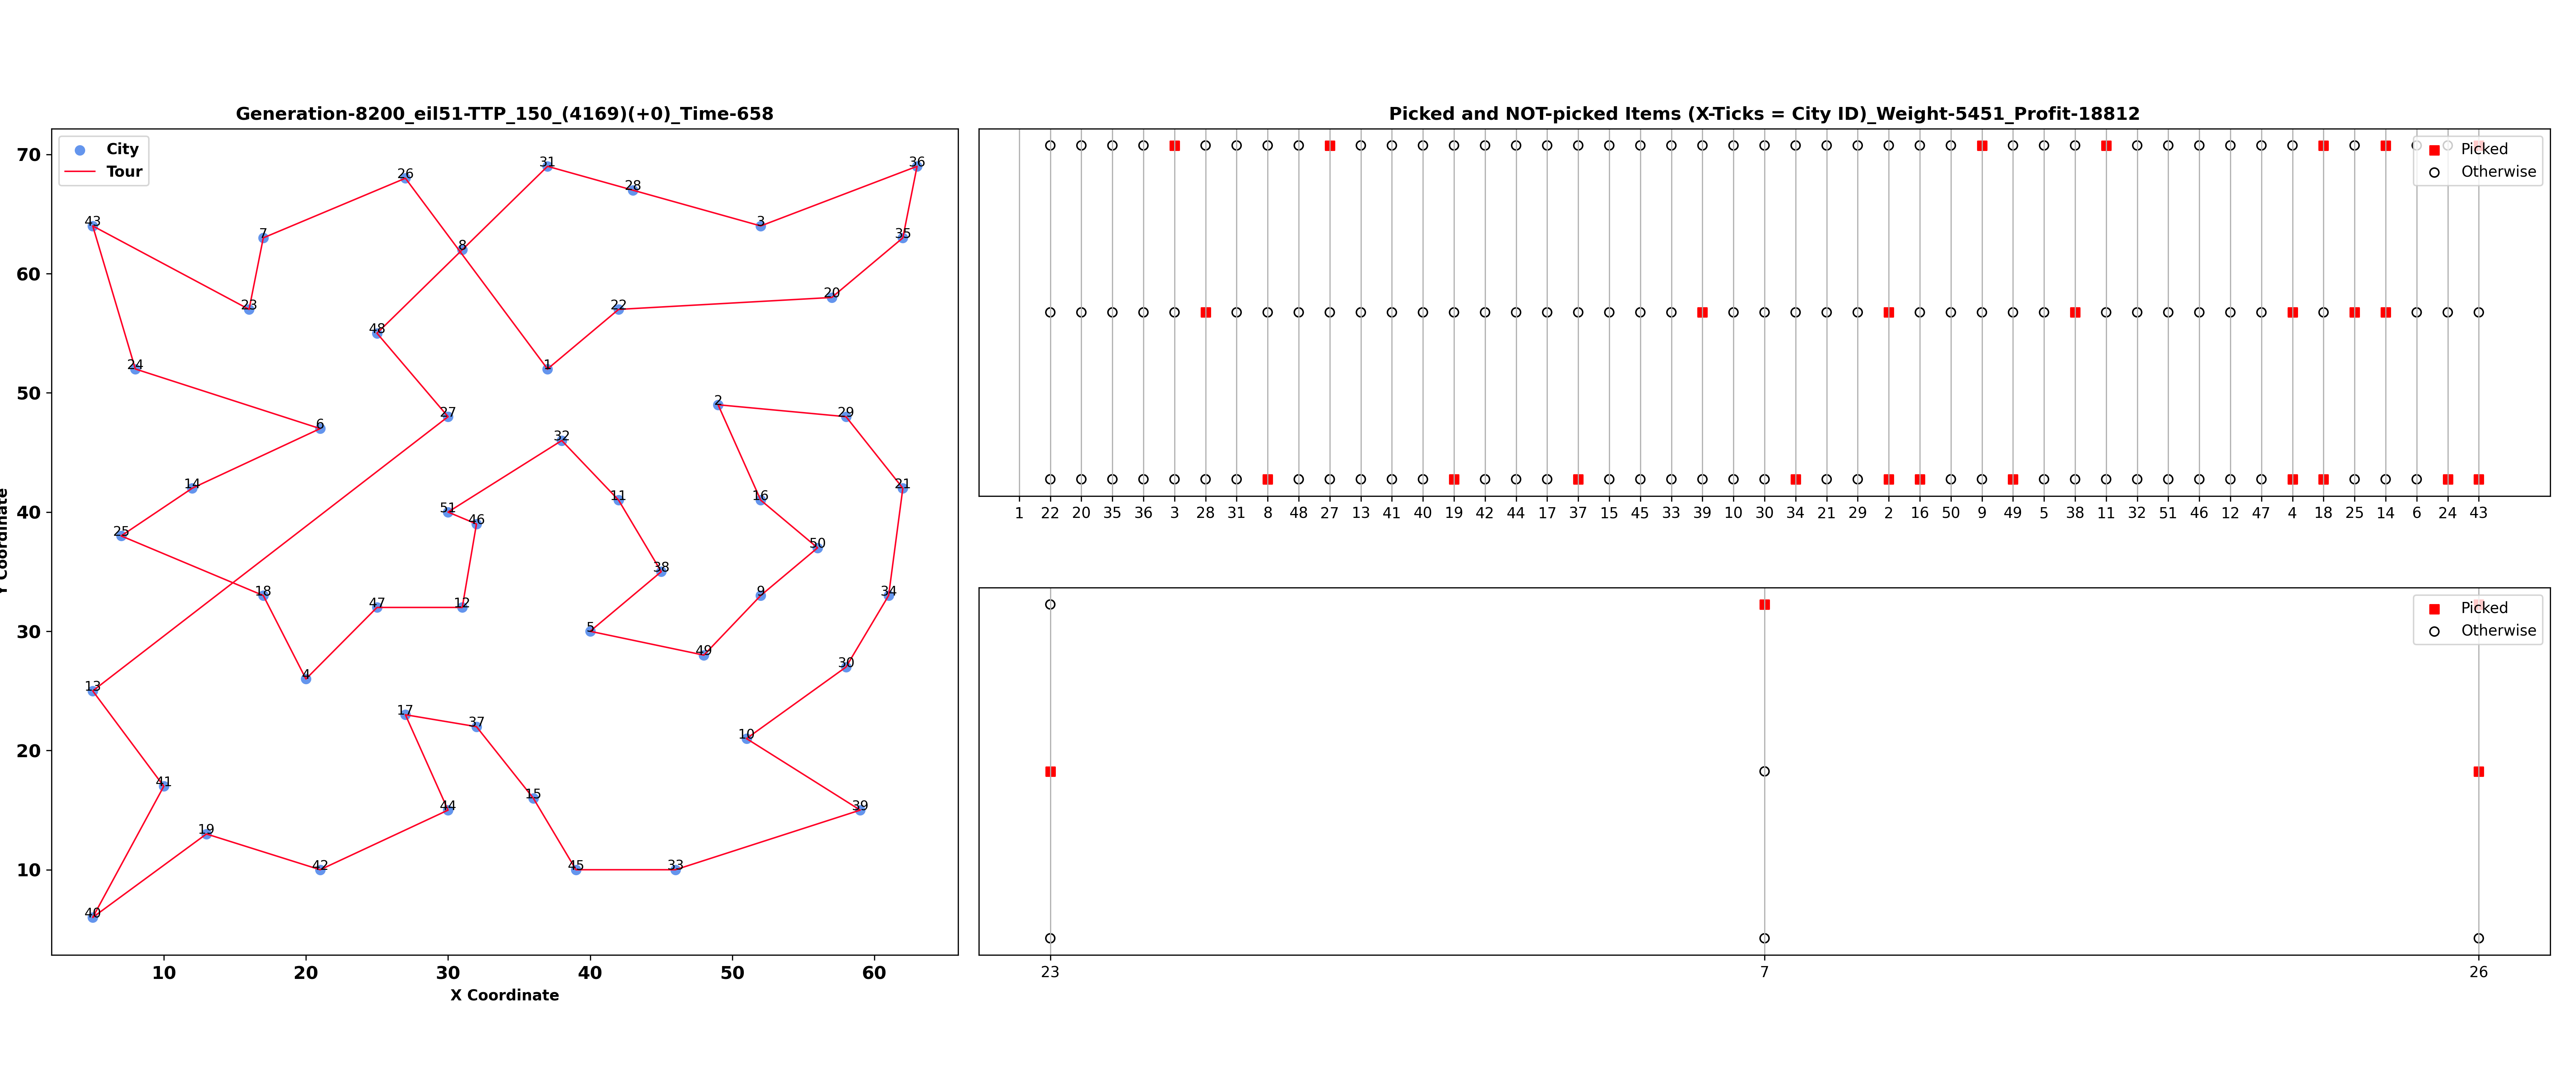 Generation-8200_eil51-TTP_150_(4169)(+0)_Time-658
City
Tour
70
60
50
40
30
20
10
10 20 30 40 50 60
X Coordinate
Y Coordinate
31 36
26 28
43 7 8 3 35
23 48 22 20
24 1
27 2 29
6 32
14 51 46 11 16 21
25 18 38 50
47 12 9 34
5 49 30
13 4
17 37 10
41 44 15 39
19 42 45 33
40
Picked and NOT-picked Items (X-Ticks = City ID)_Weight-5451_Profit-18812
Picked
Otherwise
1 22 20 35 36 3 28 31 8 48 27 13 41 40 19 42 44 17 37 15 45 33 39 10 30 34 21 29 2 16 50 9 49 5 38 11 32 51 46 12 47 4 18 25 14 6 24 43
Picked
Otherwise
23 7 26